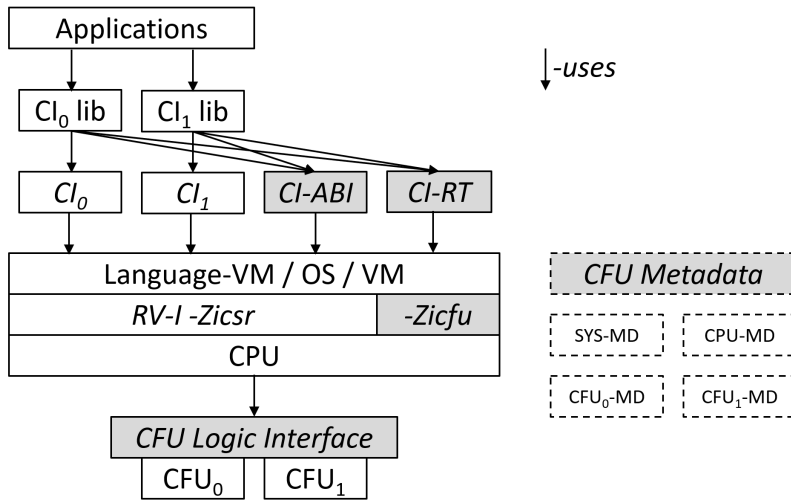 Applications
-uses
CI₀ lib
CI₁ lib
CI₀
CI₁
CI-ABI
CI-RT
Language-VM / OS / VM
RV-I -Zicsr
-Zicfu
CPU
CFU Logic Interface
CFU₀
CFU₁
CFU Metadata
SYS-MD
CPU-MD
CFU₀-MD
CFU₁-MD